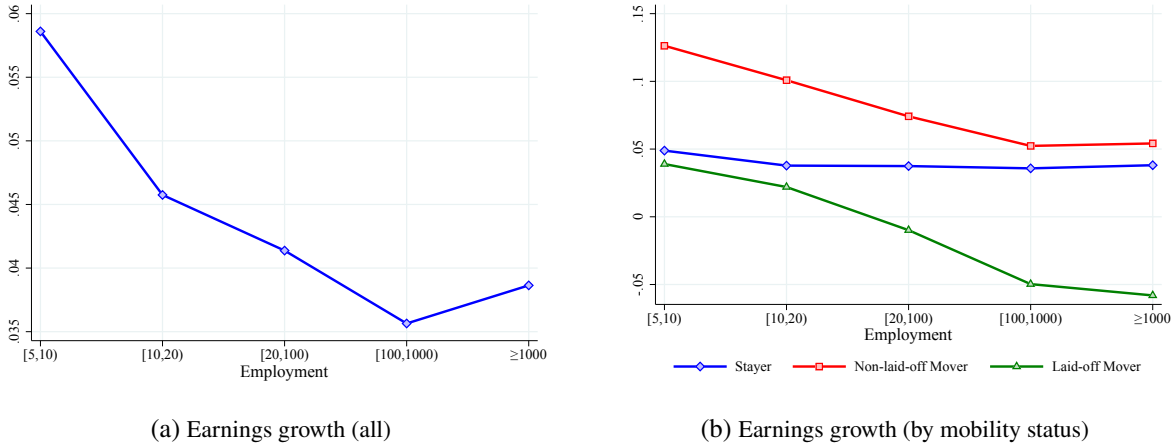 .06
.055
.05
.045
.04
.035
[5,10) [10,20) [20,100) [100,1000) ≥1000
Employment
(a) Earnings growth (all)
.15
.1
.05
0
-.05
[5,10) [10,20) [20,100) [100,1000) ≥1000
Employment
Stayer Non-laid-off Mover Laid-off Mover
(b) Earnings growth (by mobility status)